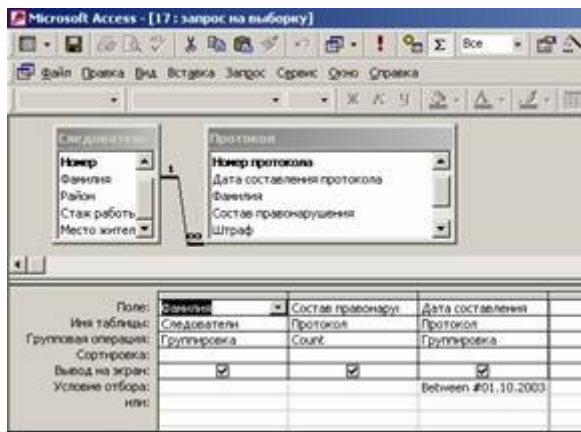 Microsoft Access - [17 : запрос на выборку]
Все
Файл Правка Вид Вставка Запрос Сервис Окно Справка
Ж К Ч
Следователи
Номер
Фамилия
Район
Стаж работь
Место жител
1
∞
Протокол
Номер протокола
Дата составления протокола
Фамилия
Состав правонарушения
Штраф
Поле: Фамилия Состав правонарус Дата составления
Имя таблицы: Следователи Протокол Протокол
Групповая операция: Группировка Count Группировка
Сортировка:
Вывод на экран:
Условие отбора: Between #01.10.2003
или: